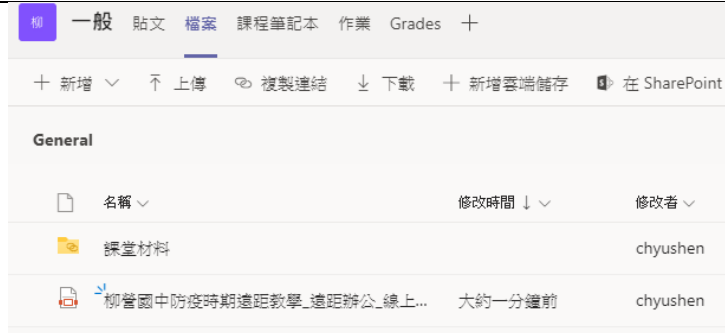 柳 一般 貼文 檔案 課程筆記本 作業 Grades
新增 上傳 複製連結 下載 新增雲端儲存 在 SharePoint
General
名稱 修改時間 修改者
課堂材料 chyushen
柳營國中防疫時期遠距教學_遠距辦公_線上... 大約一分鐘前 chyushen